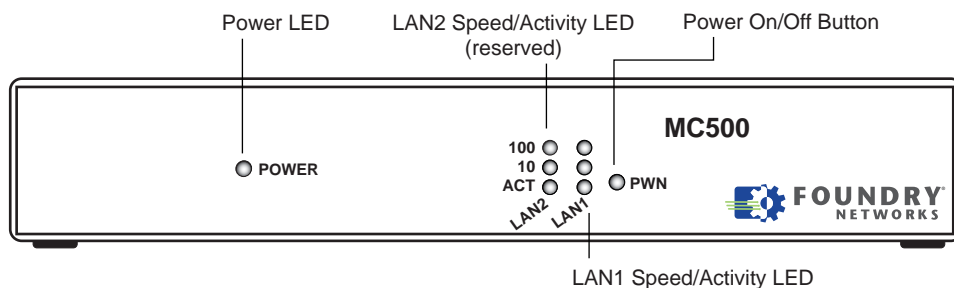 Power LED
LAN2 Speed/Activity LED
(reserved)
Power On/Off Button
MC500
100
10
ACT
POWER
PWN
LAN2
LAN1
FOUNDRY®
NETWORKS
LAN1 Speed/Activity LED